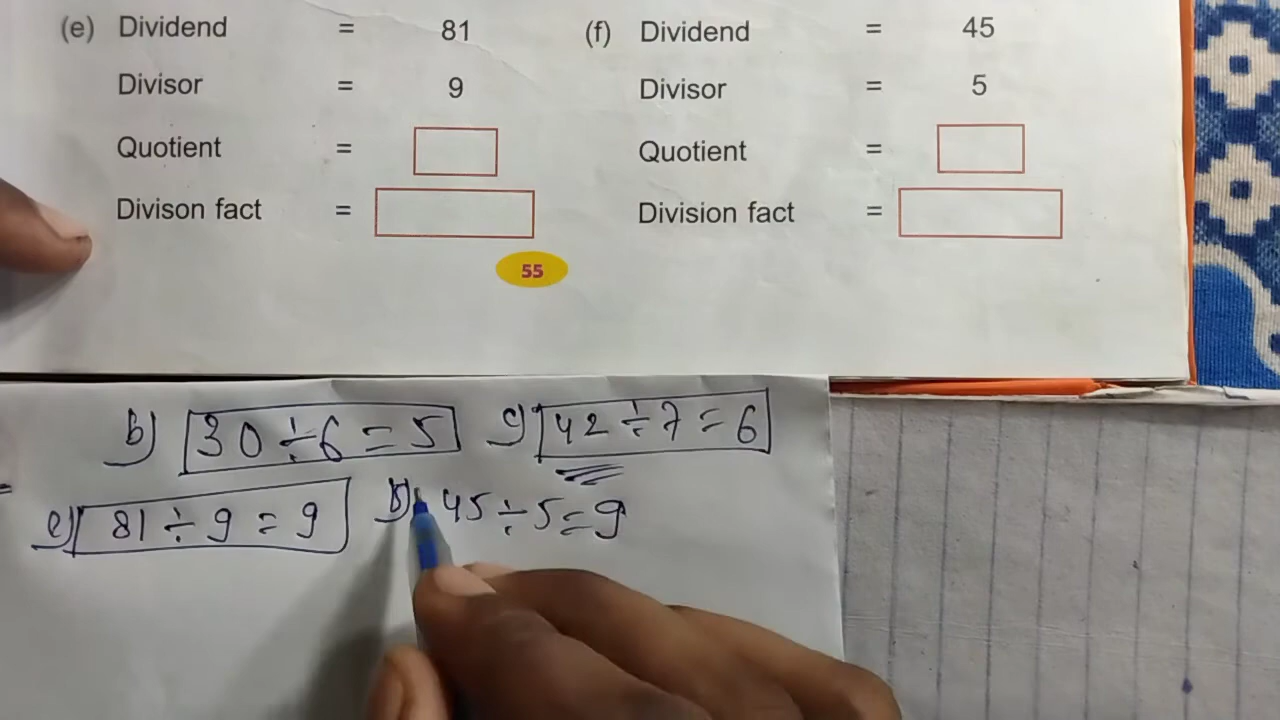 (e) Dividend = 81 (f) Dividend = 45
Divisor = 9 Divisor = 5
Quotient = Quotient =
Divison fact = Division fact =
55
b) 30 ÷ 6 = 5 c) 42 ÷ 7 = 6
e) 81 ÷ 9 = 9 45 ÷ 5 = 9